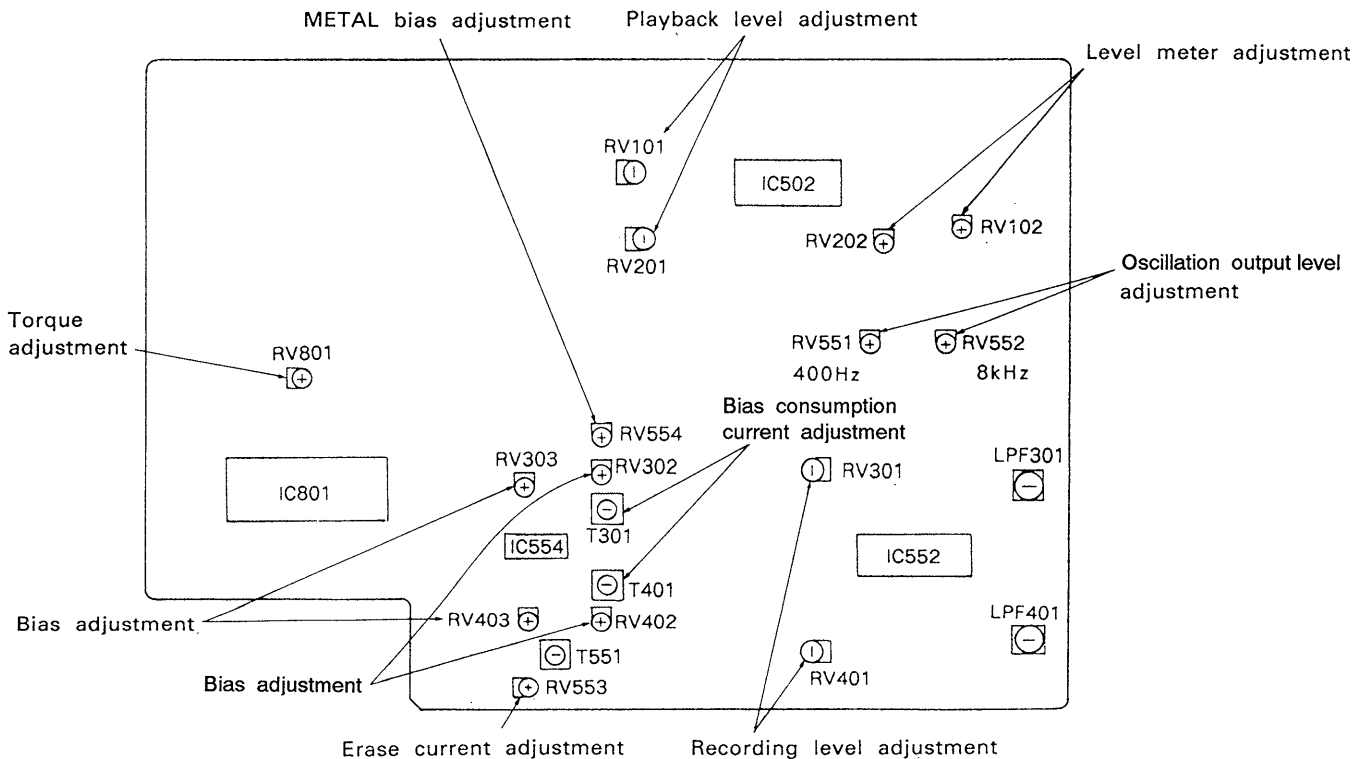 METAL bias adjustment
Playback level adjustment
Level meter adjustment
RV101
IC502
RV202
RV102
RV201
Oscillation output level
adjustment
Torque
adjustment
RV801
RV551
400Hz
RV552
8kHz
Bias consumption
current adjustment
RV554
RV303
RV302
RV301
LPF301
IC801
T301
IC554
IC552
T401
Bias adjustment
RV403
RV402
LPF401
T551
RV401
Bias adjustment
RV553
Erase current adjustment
Recording level adjustment